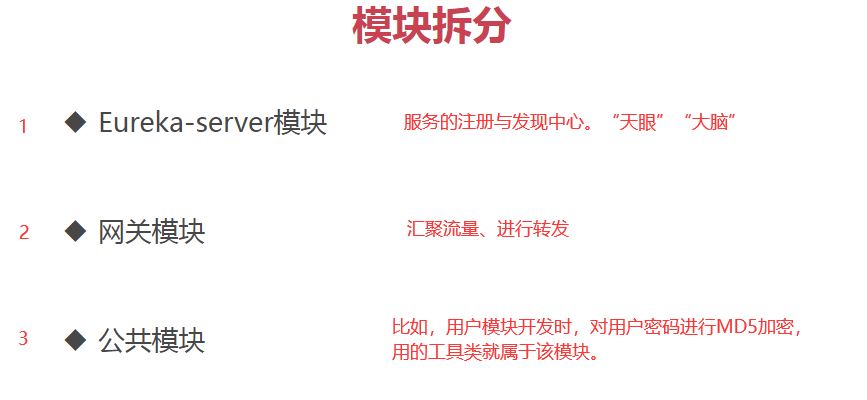 模块拆分
1 ◆ Eureka-server模块 服务的注册与发现中心。“天眼” “大脑”
2 ◆ 网关模块 汇聚流量、进行转发
3 ◆ 公共模块 比如，用户模块开发时，对用户密码进行MD5加密，
用的工具类就属于该模块。